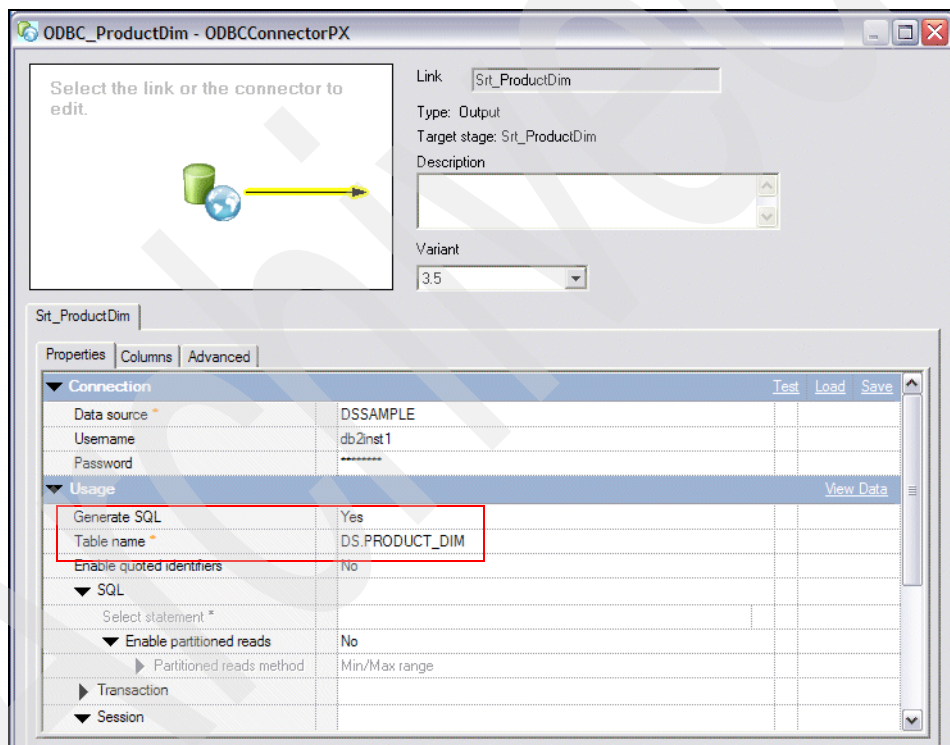 ODBC_ProductDim - ODBCConnectorPX
Select the link or the connector to
edit.
Link Srt_ProductDim
Type: Output
Target stage: Srt_ProductDim
Description
Variant
3.5
Srt_ProductDim
Properties Columns Advanced
Connection Test Load Save
Data source * DSSAMPLE
Username db2inst1
Password ********
Usage View Data
Generate SQL Yes
Table name * DS.PRODUCT_DIM
Enable quoted identifiers No
SQL
Select statement *
Enable partitioned reads No
Partitioned reads method Min/Max range
Transaction
Session